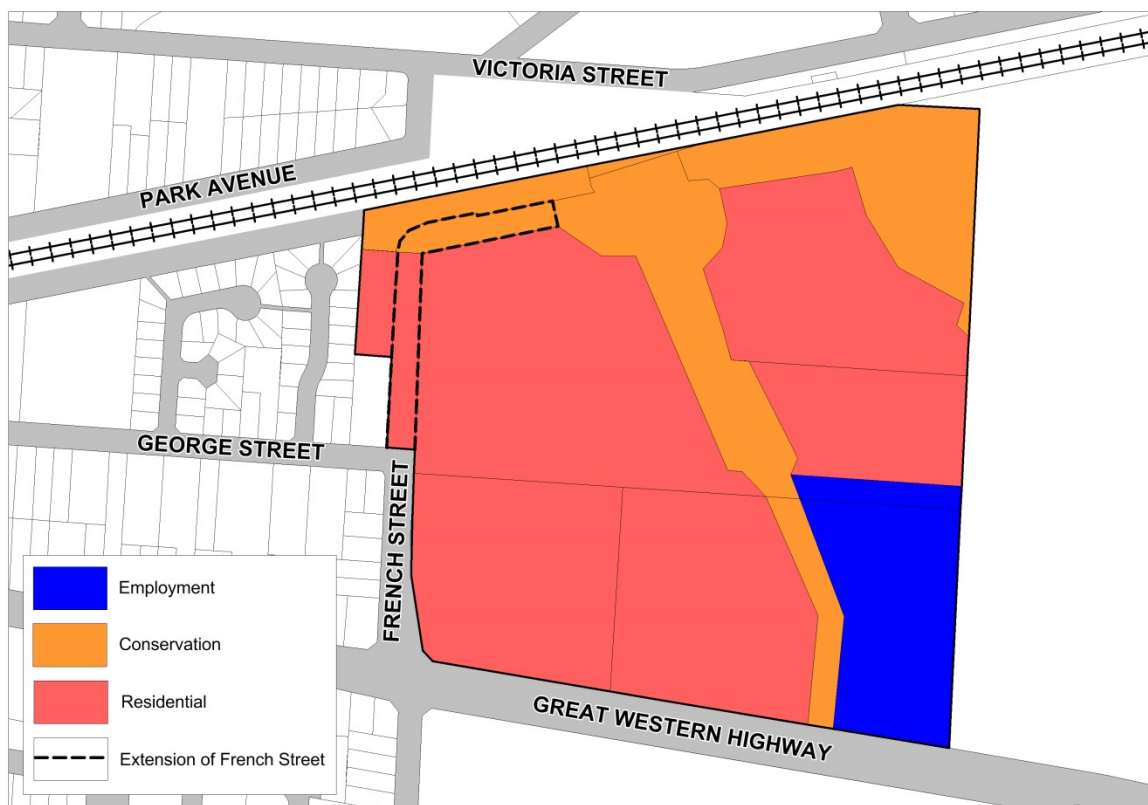 VICTORIA STREET
PARK AVENUE
GEORGE STREET
FRENCH STREET
GREAT WESTERN HIGHWAY
Employment
Conservation
Residential
Extension of French Street